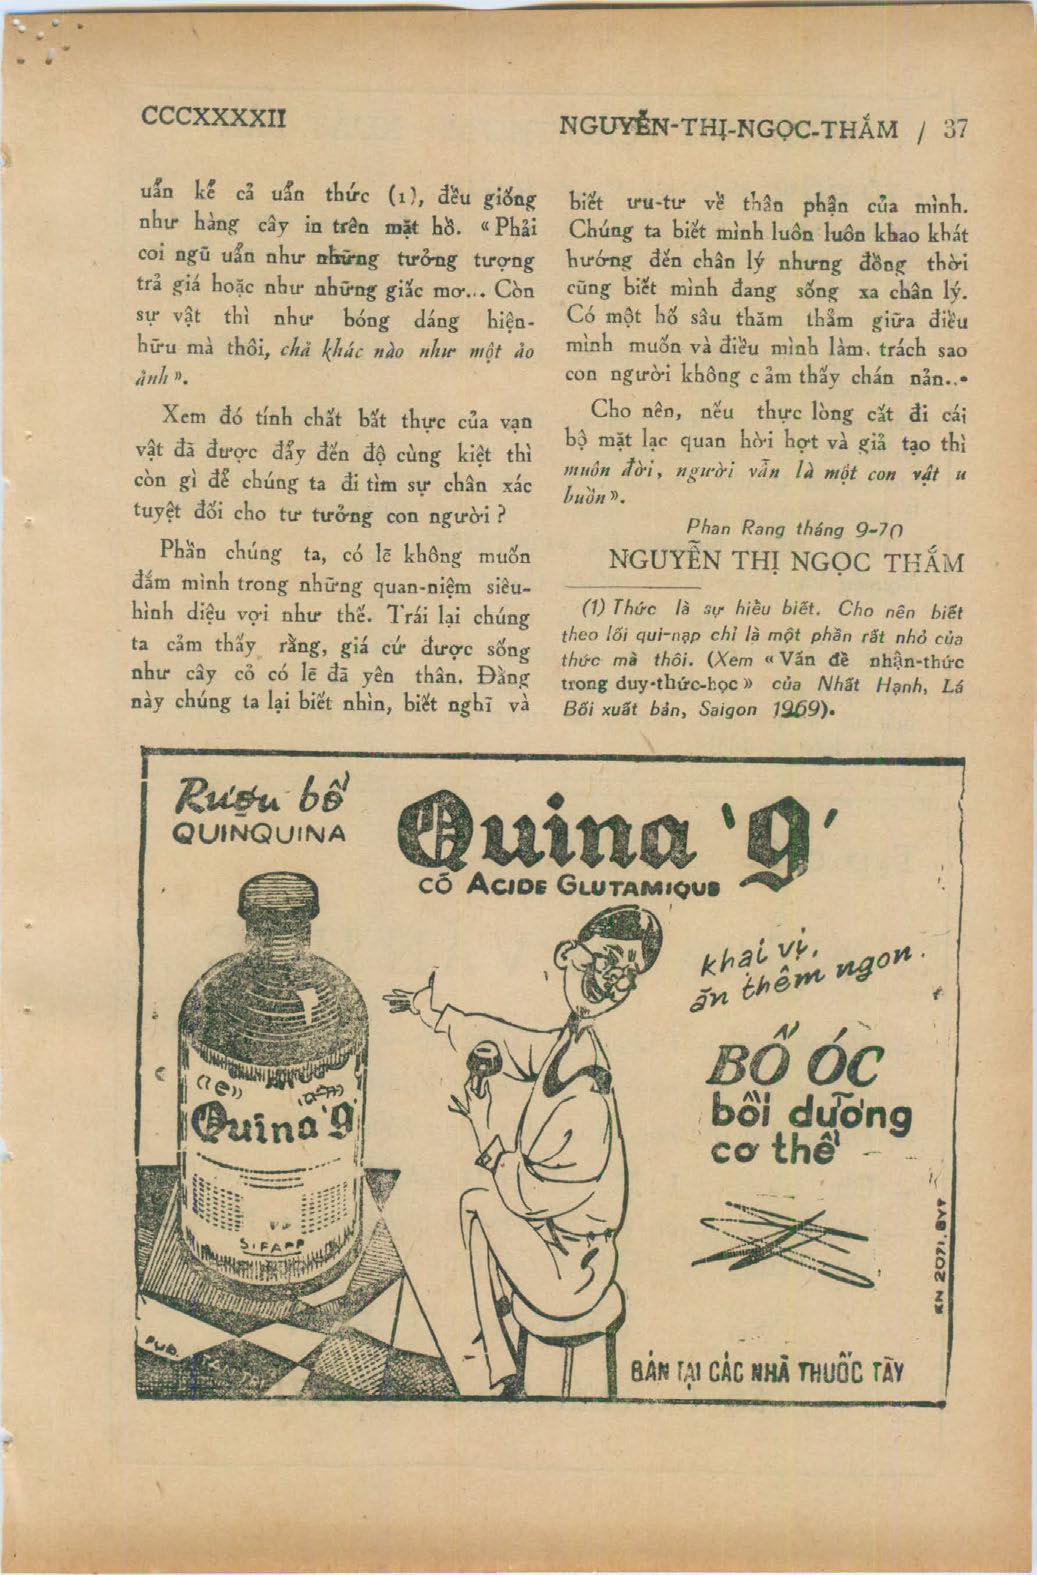 CCCXXXXII
NGUYỄN-THỊ-NGỌC-THẮM / 37
uẩn kể cả uẩn thức (1), đều giống
như hàng cây in trên mặt hồ. « Phải
coi ngũ uẩn như những tưởng tượng
trả giá hoặc như những giấc mơ... Còn
sự vật thì như bóng dáng hiện-
hữu mà thôi, chả khác nào như một ảo
ảnh ».
Xem đó tính chất bất thực của vạn
vật đã được đẩy đến độ cùng kiệt thì
còn gì để chúng ta đi tìm sự chân xác
tuyệt đối cho tư tưởng con người ?
Phần chúng ta, có lẽ không muốn
đắm mình trong những quan-niệm siêu-
hình diệu vợi như thế. Trái lại chúng
ta cảm thấy rằng, giá cứ được sống
như cây cỏ có lẽ đã yên thân. Đằng
này chúng ta lại biết nhìn, biết nghĩ và
biết ưu-tư về thân phận của mình.
Chúng ta biết mình luôn luôn khao khát
hướng đến chân lý nhưng đồng thời
cũng biết mình đang sống xa chân lý.
Có một hố sâu thăm thẳm giữa điều
mình muốn và điều mình làm. trách sao
con người không cảm thấy chán nản...
Cho nên, nếu thực lòng cất đi cái
bộ mặt lạc quan hời hợt và giả tạo thì
muôn đời, người vẫn là một con vật u
buồn ».
Phan Rang tháng 9-70
NGUYỄN THỊ NGỌC THẮM
(1) Thức là sự hiểu biết. Cho nên biết
theo lối qui-nạp chỉ là một phần rất nhỏ của
thức mà thôi. (Xem « Vấn đề nhận-thức
trong duy-thức-học » của Nhất Hạnh, Lá
Bối xuất bản, Saigon 1969).
Rượu bổ
QUINQUINA
Quina '9'
CÓ ACIDE GLUTAMIQUE
khai vị,
ăn thêm ngon.
BỔ ÓC
bồi dưỡng
cơ thể
Quina '9'
SIFAPP
PUB.
KN 2071.BYT
BÁN TẠI CÁC NHÀ THUỐC TÂY